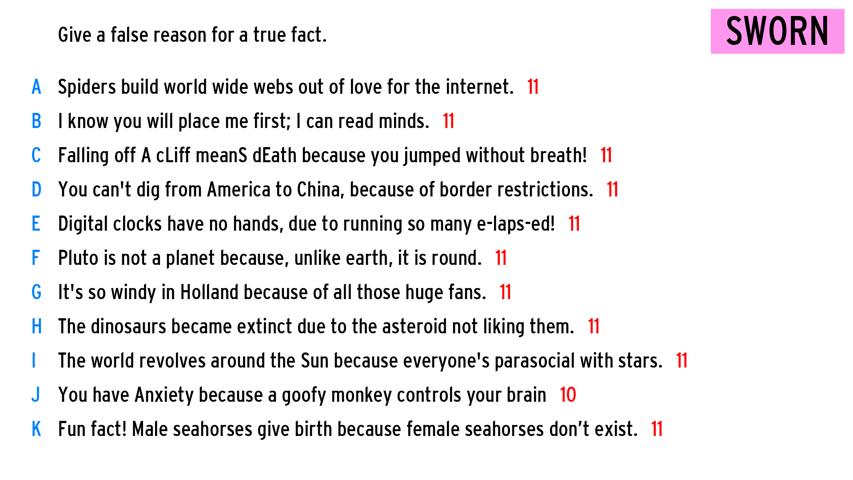 Give a false reason for a true fact.
SWORN
A Spiders build world wide webs out of love for the internet. 11
B I know you will place me first; I can read minds. 11
C Falling off A cLiff meanS dEath because you jumped without breath! 11
D You can't dig from America to China, because of border restrictions. 11
E Digital clocks have no hands, due to running so many e-laps-ed! 11
F Pluto is not a planet because, unlike earth, it is round. 11
G It's so windy in Holland because of all those huge fans. 11
H The dinosaurs became extinct due to the asteroid not liking them. 11
I The world revolves around the Sun because everyone's parasocial with stars. 11
J You have Anxiety because a goofy monkey controls your brain 10
K Fun fact! Male seahorses give birth because female seahorses don’t exist. 11